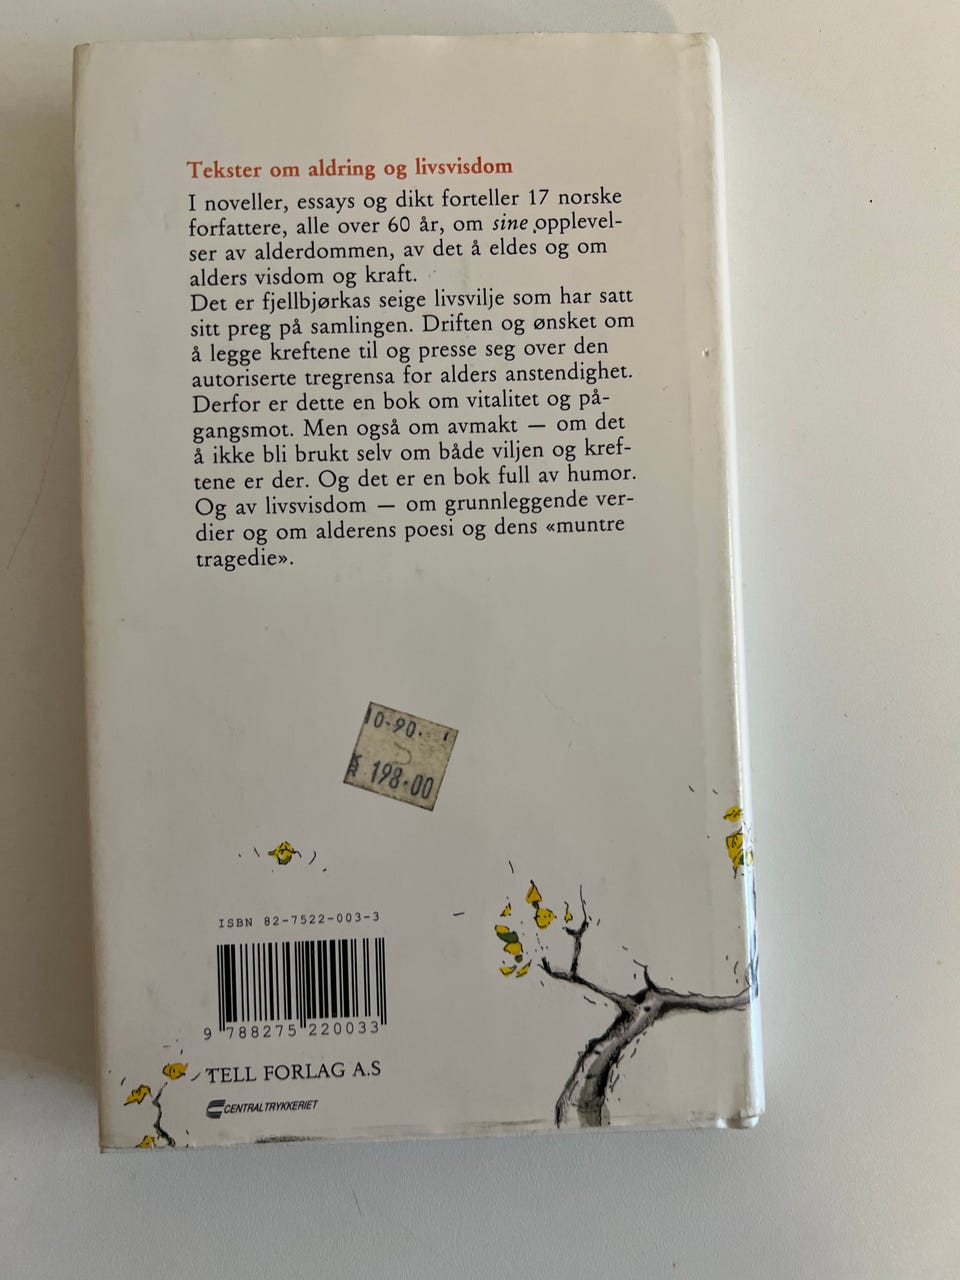 Tekster om aldring og livsvisdom
I noveller, essays og dikt forteller 17 norske
forfattere, alle over 60 år, om sine opplevel-
ser av alderdommen, av det å eldes og om
alders visdom og kraft.
Det er fjellbjørkas seige livsvilje som har satt
sitt preg på samlingen. Driften og ønsket om
å legge kreftene til og presse seg over den
autoriserte tregrensa for alders anstendighet.
Derfor er dette en bok om vitalitet og på-
gangsmot. Men også om avmakt — om det
å ikke bli brukt selv om både viljen og kref-
tene er der. Og det er en bok full av humor.
Og av livsvisdom — om grunnleggende ver-
dier og om alderens poesi og dens «muntre
tragedie».
10-90.
KR 198.00
ISBN 82-7522-003-3
9 788275 220033
TELL FORLAG A.S
CENTRALTRYKKERIET